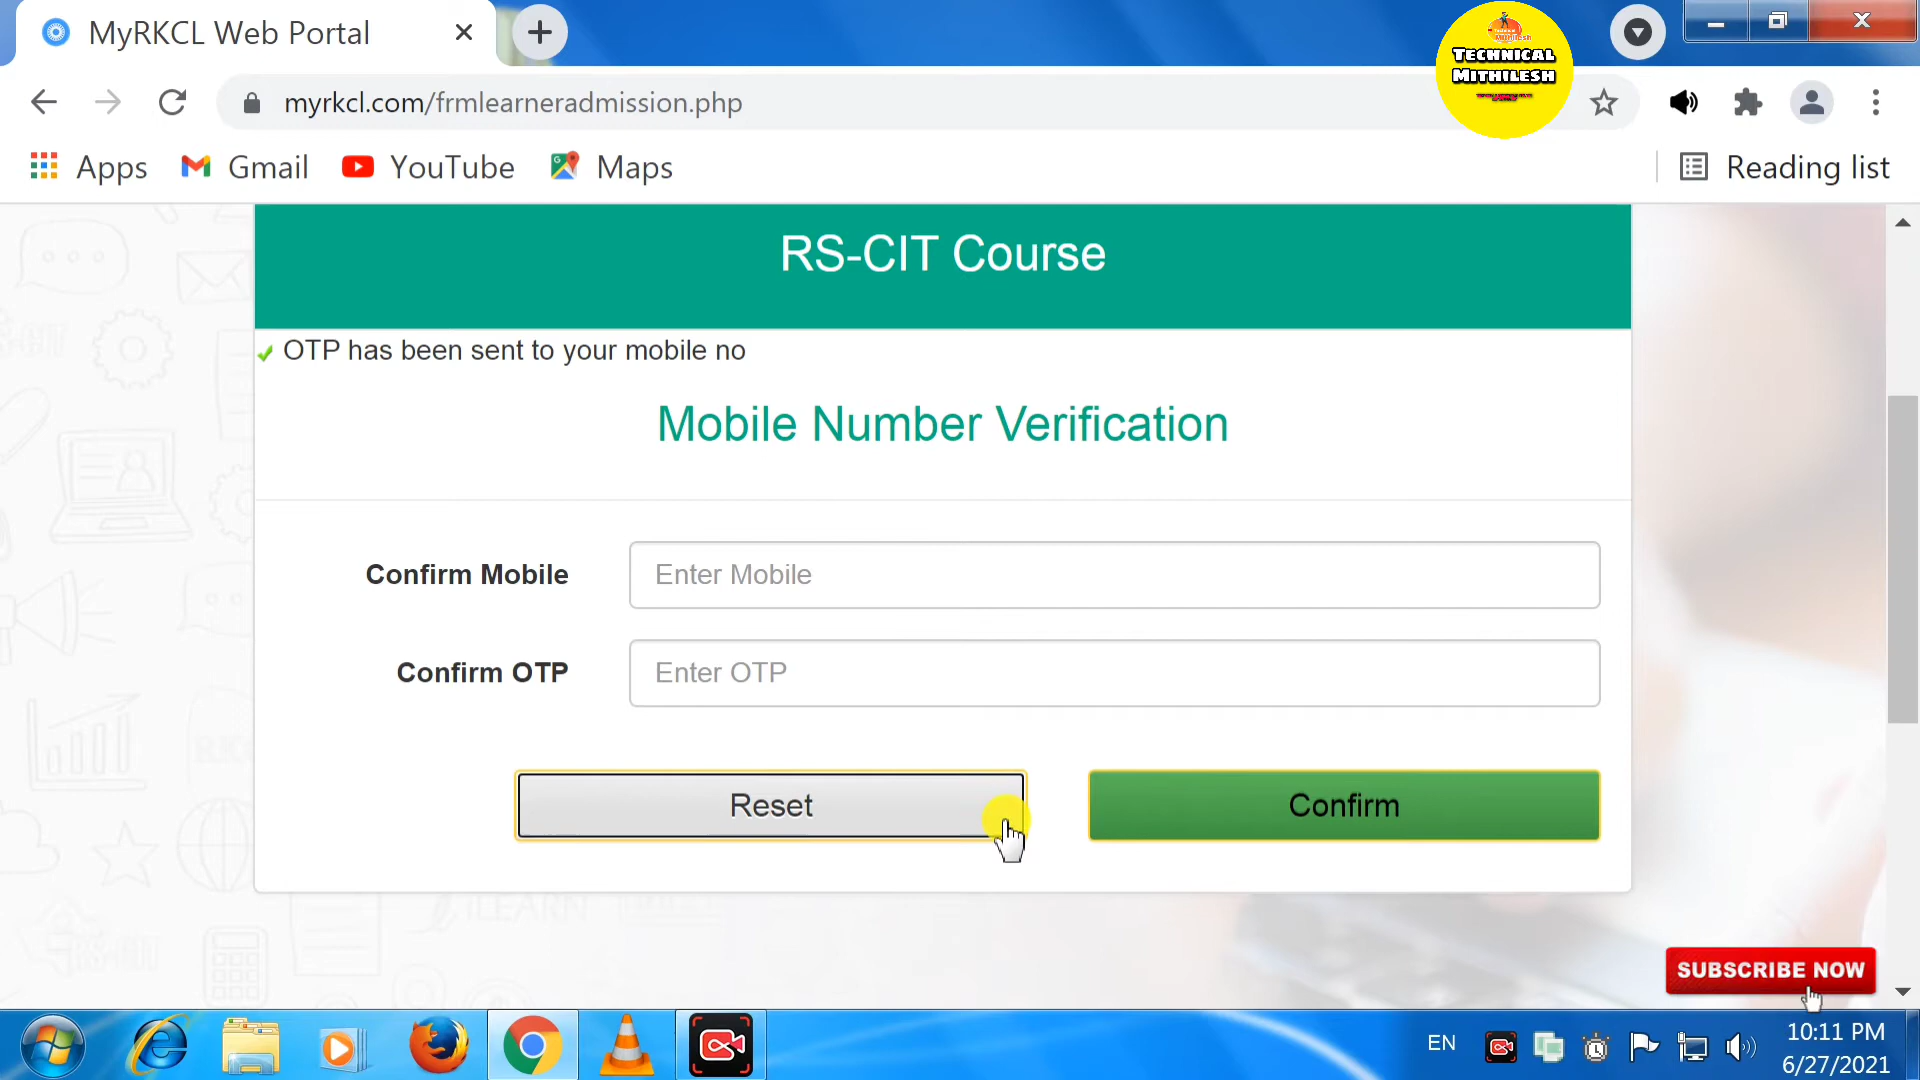 MyRKCL Web Portal
TECHNICAL
MITHILESH
myrkcl.com/frmlearneradmission.php
Apps
Gmail
YouTube
Maps
Reading list
RS-CIT Course
OTP has been sent to your mobile no
Mobile Number Verification
Confirm Mobile
Enter Mobile
Confirm OTP
Enter OTP
Reset
Confirm
SUBSCRIBE NOW
EN
10:11 PM
6/27/2021